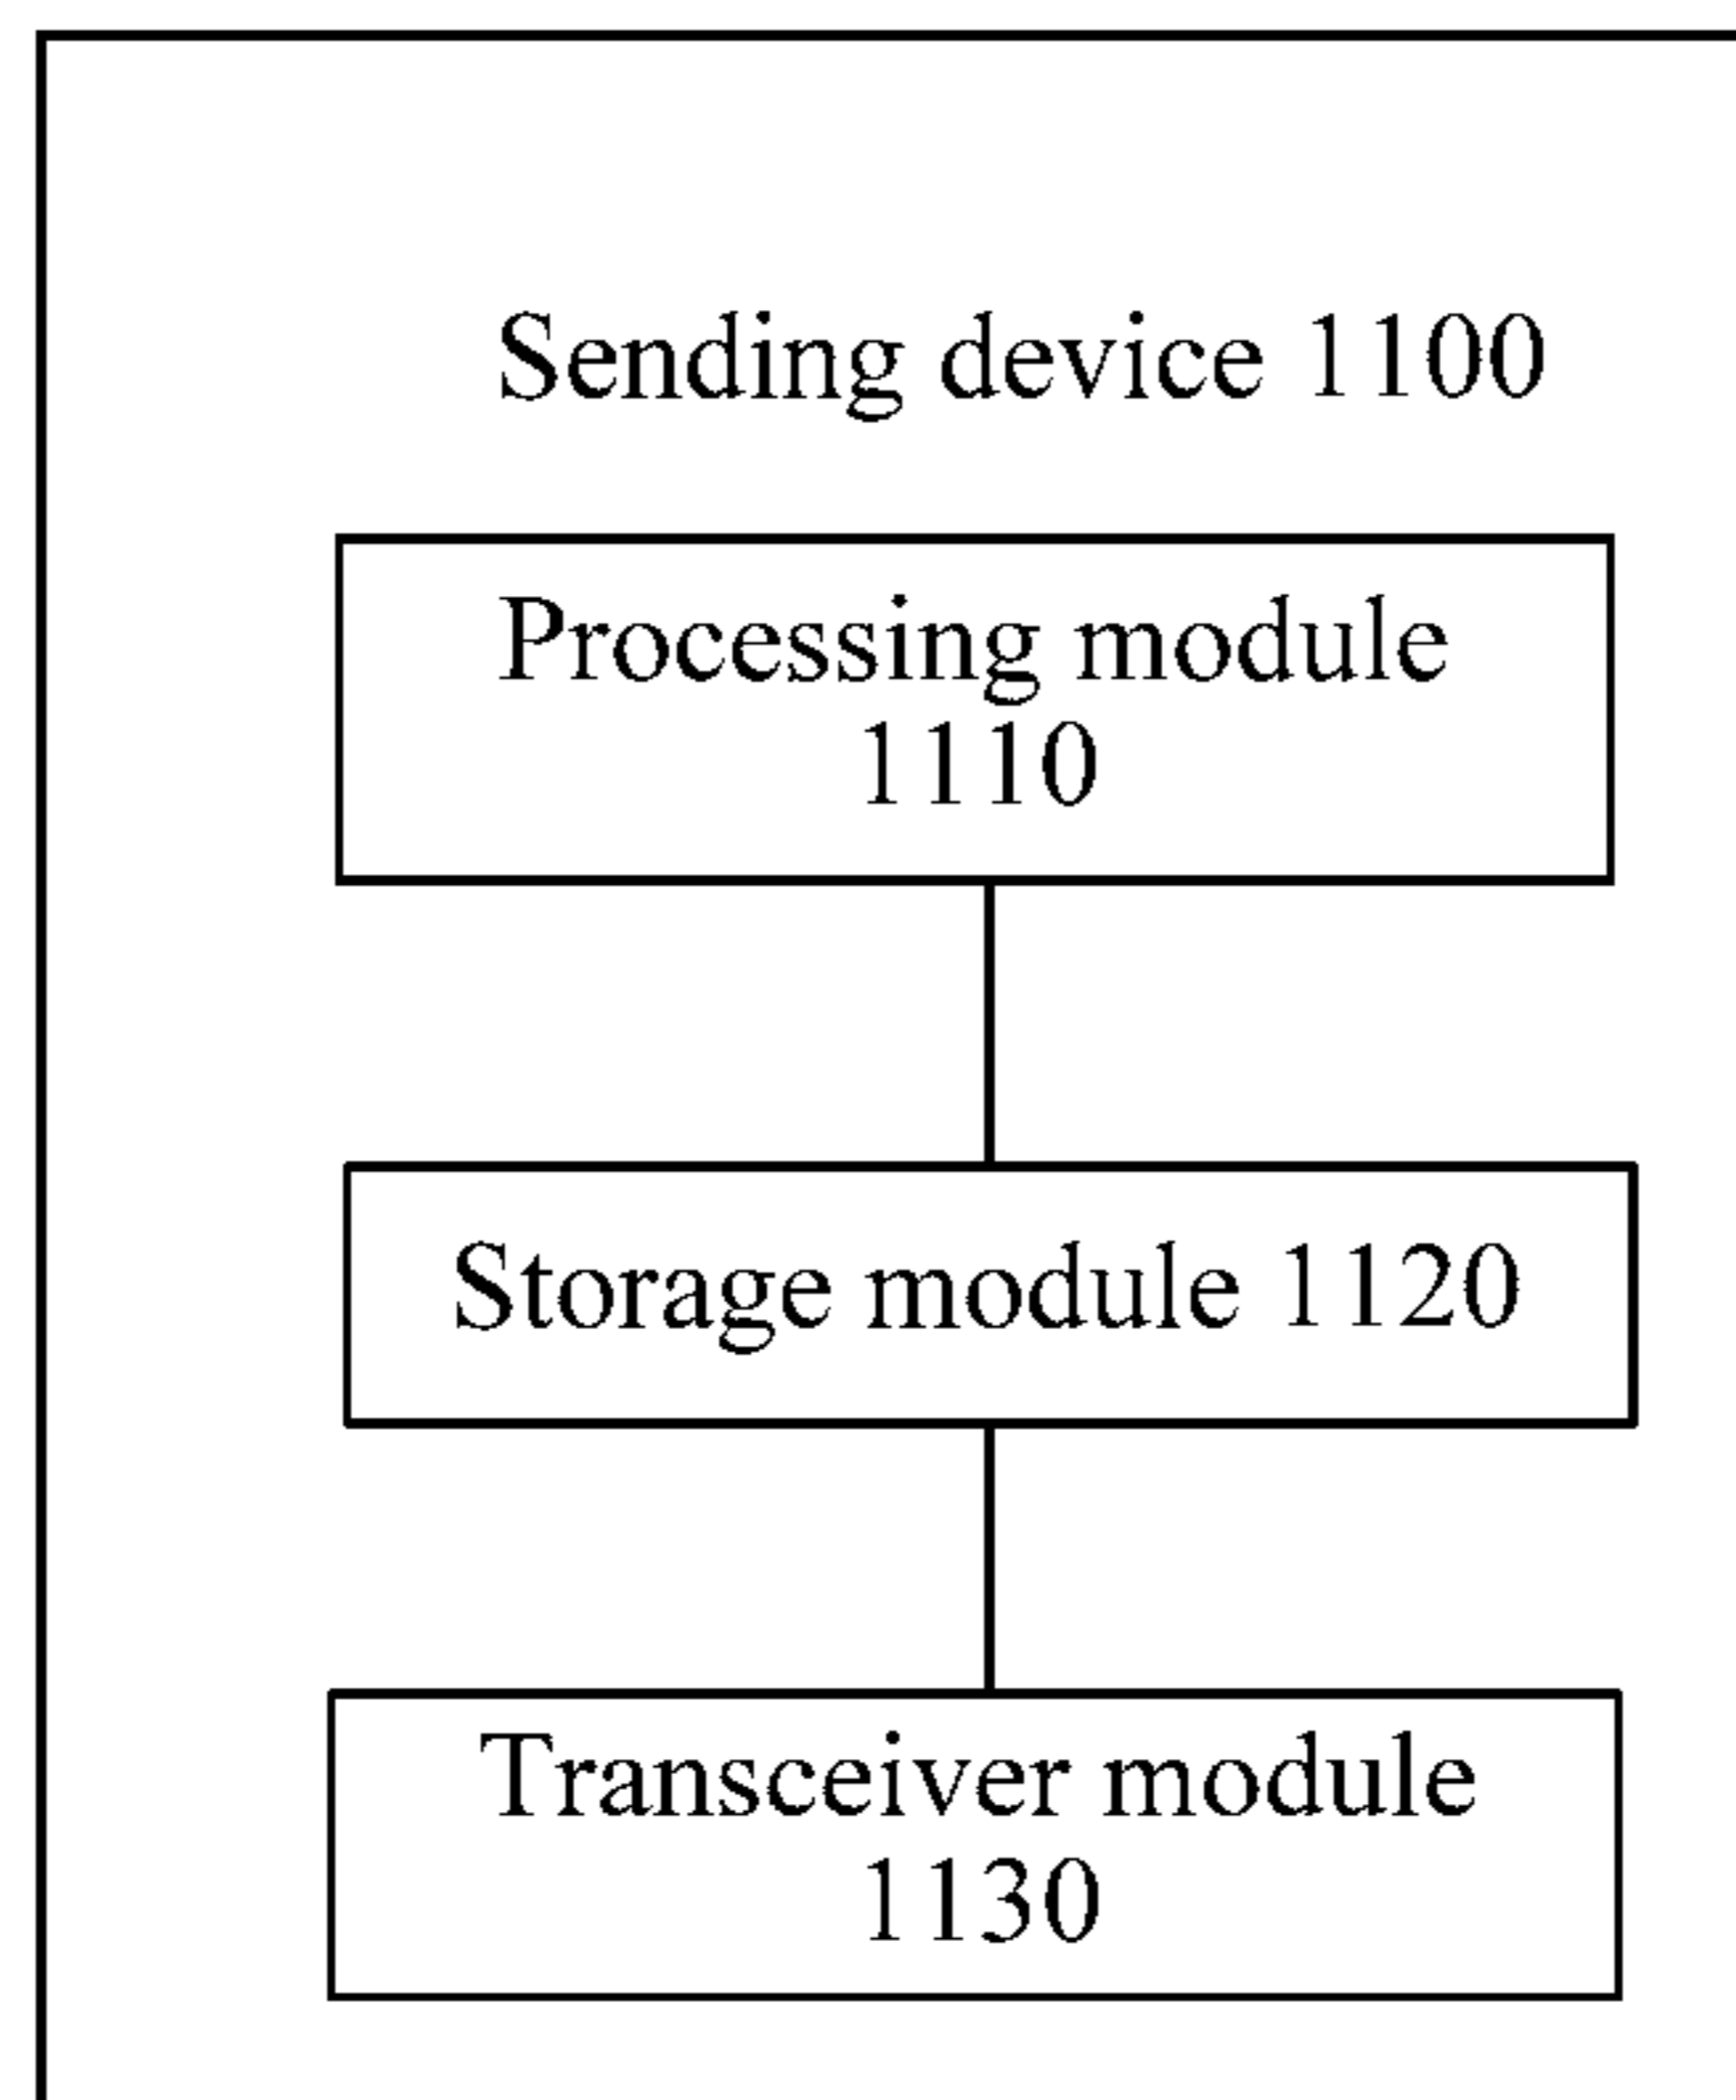 Sending device 1100
Processing module
1110
Storage module 1120
Transceiver module
1130